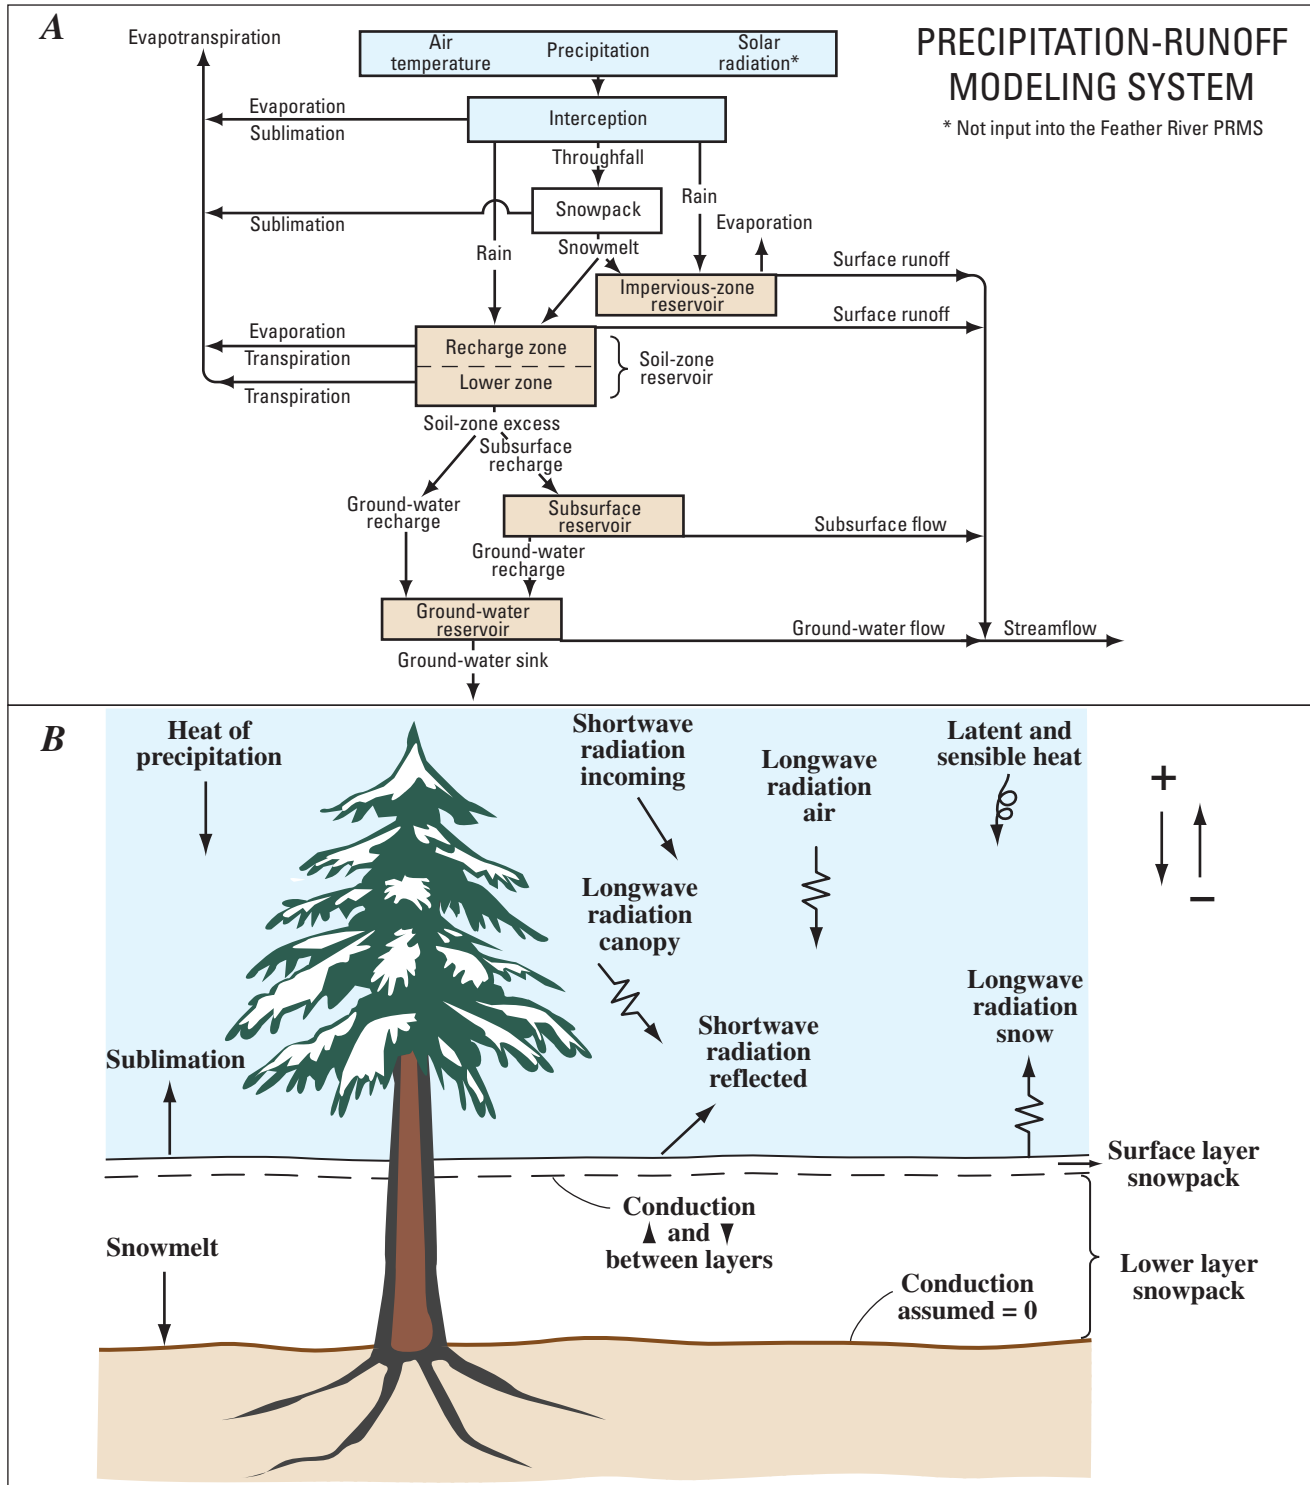 A
PRECIPITATION-RUNOFF
MODELING SYSTEM
* Not input into the Feather River PRMS
Evapotranspiration
Air
temperature
Precipitation
Solar
radiation*
Evaporation
Sublimation
Interception
Throughfall
Rain
Snowpack
Sublimation
Evaporation
Rain
Snowmelt
Surface runoff
Impervious-zone
reservoir
Surface runoff
Evaporation
Transpiration
Recharge zone
Lower zone
Soil-zone
reservoir
Transpiration
Soil-zone excess
Subsurface
recharge
Ground-water
recharge
Subsurface
reservoir
Subsurface flow
Ground-water
recharge
Ground-water
reservoir
Ground-water flow
Streamflow
Ground-water sink
B
Heat of
precipitation
Shortwave
radiation
incoming
Longwave
radiation
air
Latent and
sensible heat
+
−
Longwave
radiation
canopy
Longwave
radiation
snow
Shortwave
radiation
reflected
Sublimation
Surface layer
snowpack
Conduction
and
between layers
Snowmelt
Lower layer
snowpack
Conduction
assumed = 0